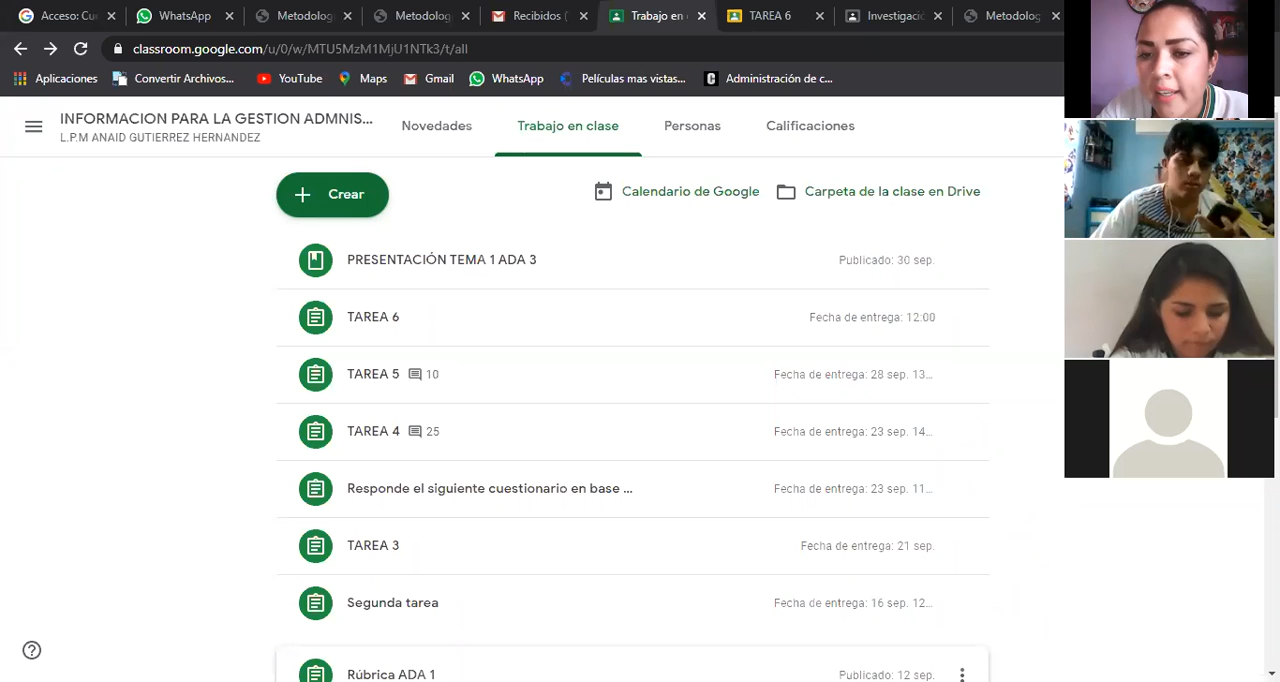 Acceso: Cu
WhatsApp
Metodolog
Metodolog
Recibidos (
Trabajo en
TAREA 6
Investigaci
Metodolog
classroom.google.com/u/0/w/MTU5MzM1MjU1NTk3/t/all
Aplicaciones
Convertir Archivos...
YouTube
Maps
Gmail
WhatsApp
Películas mas vistas...
Administración de c...
INFORMACION PARA LA GESTION ADMNIS...
L.P.M ANAID GUTIERREZ HERNANDEZ
Novedades
Trabajo en clase
Personas
Calificaciones
+ Crear
Calendario de Google
Carpeta de la clase en Drive
PRESENTACIÓN TEMA 1 ADA 3
Publicado: 30 sep.
TAREA 6
Fecha de entrega: 12:00
TAREA 5 10
Fecha de entrega: 28 sep. 13...
TAREA 4 25
Fecha de entrega: 23 sep. 14...
Responde el siguiente cuestionario en base ...
Fecha de entrega: 23 sep. 11...
TAREA 3
Fecha de entrega: 21 sep.
Segunda tarea
Fecha de entrega: 16 sep. 12...
Rúbrica ADA 1
Publicado: 12 sep.